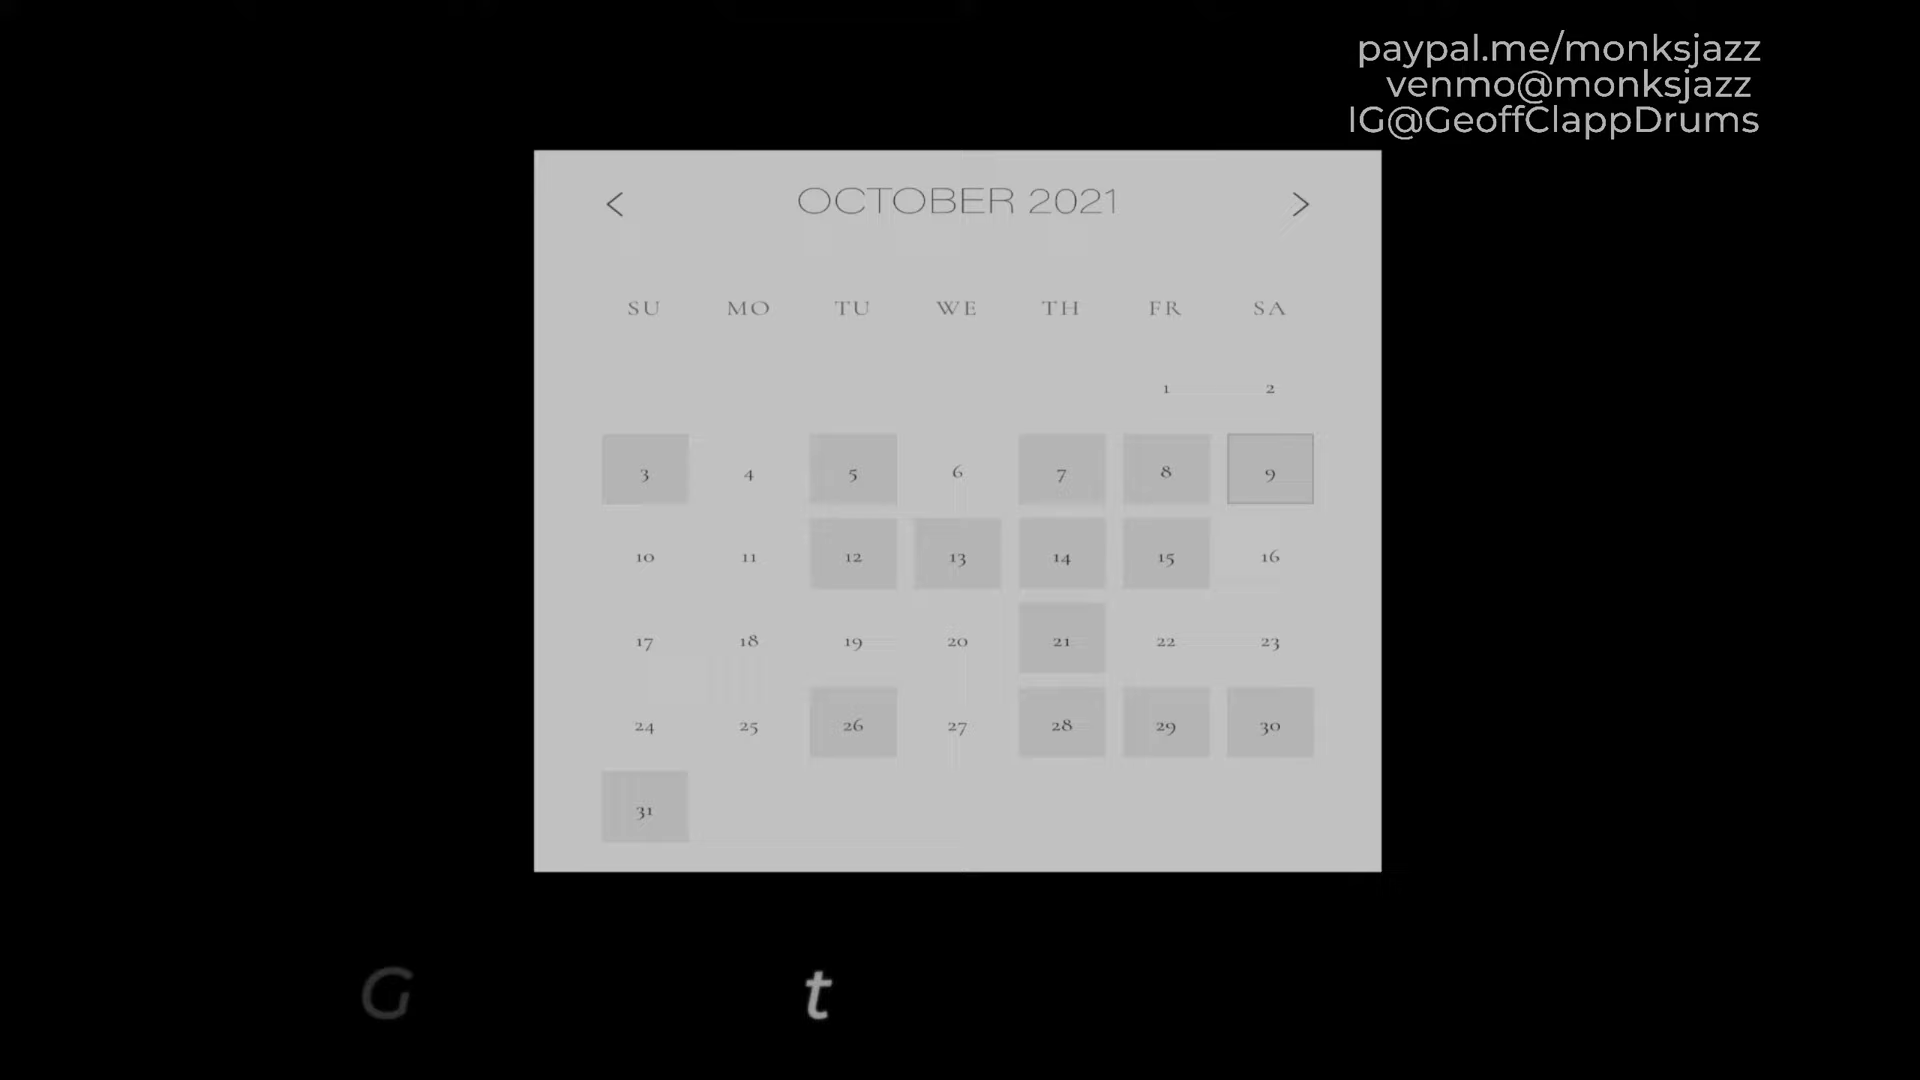 paypal.me/monksjazz
venmo@monksjazz
IG@GeoffClappDrums
< OCTOBER 2021 >
SU MO TU WE TH FR SA
1 2
3 4 5 6 7 8 9
10 11 12 13 14 15 16
17 18 19 20 21 22 23
24 25 26 27 28 29 30
31
G t